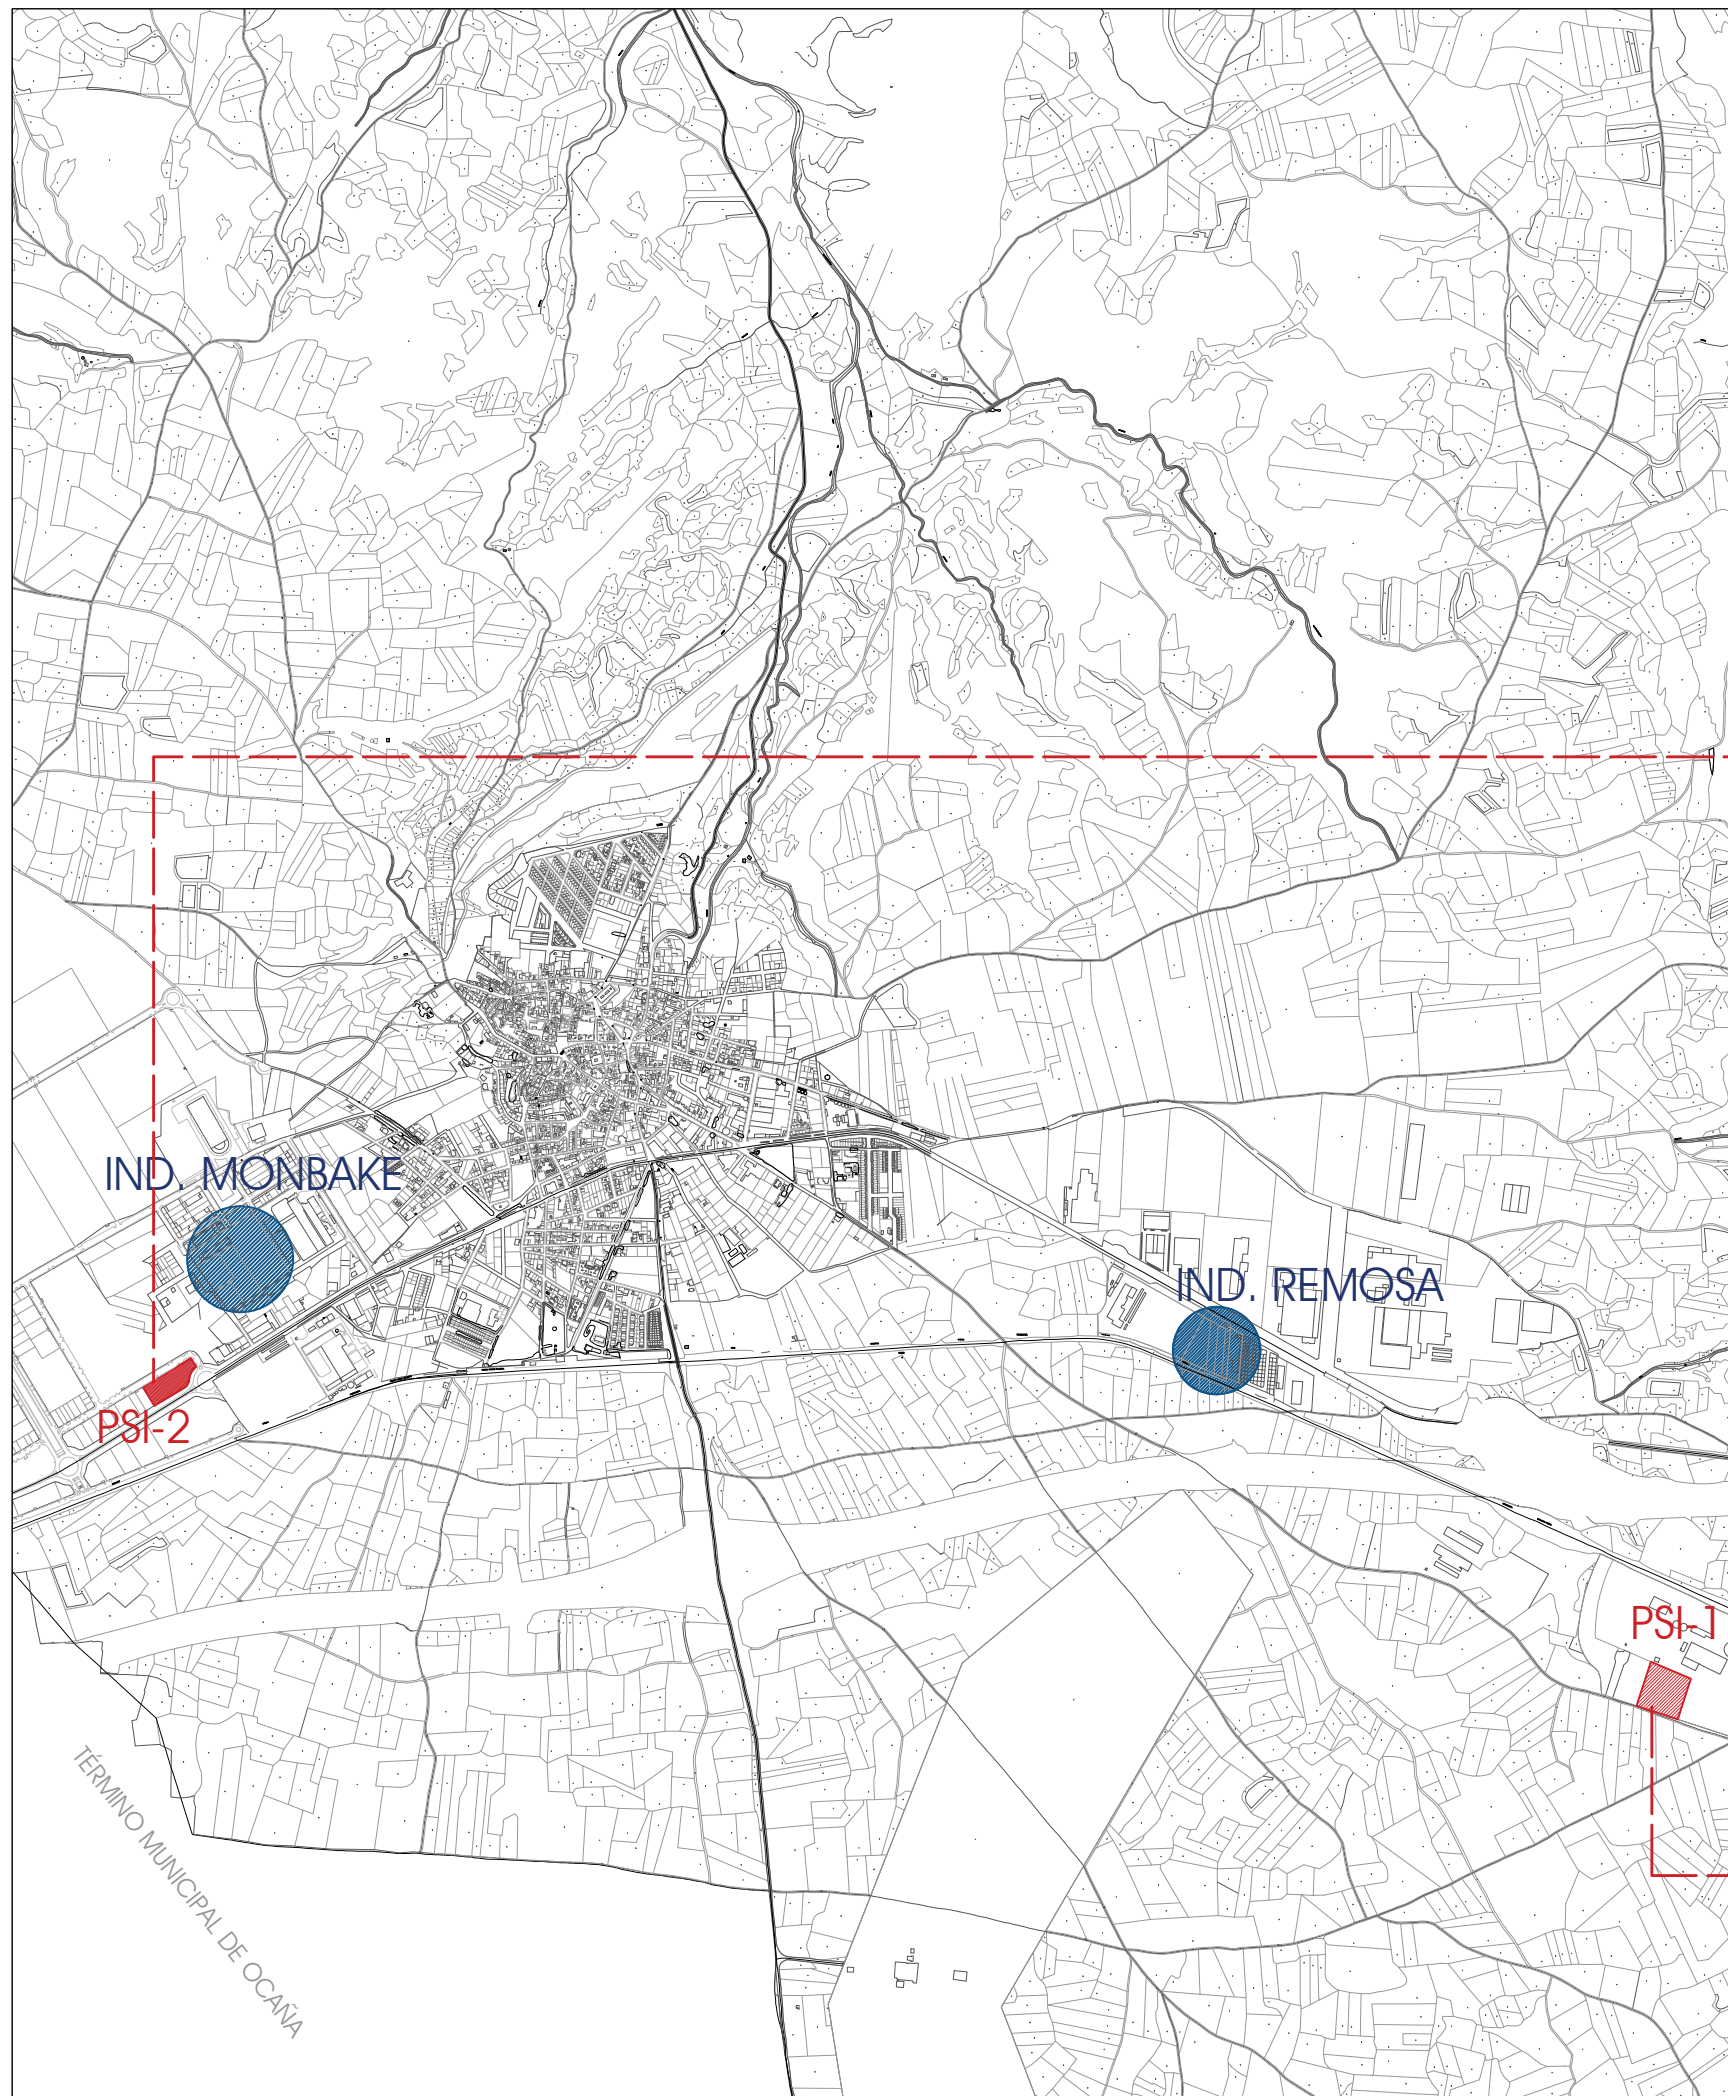 IND. MONBAKE
IND. REMOSA
PSI-2
PSI-1
TÉRMINO MUNICIPAL DE OCAÑA